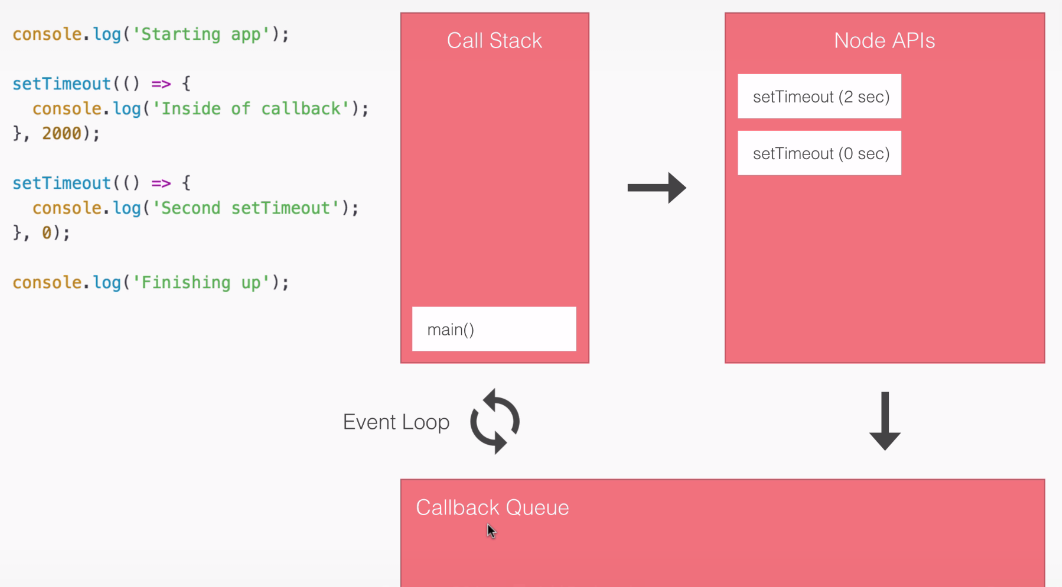 console.log('Starting app');
setTimeout(() => {
console.log('Inside of callback');
}, 2000);
setTimeout(() => {
console.log('Second setTimeout');
}, 0);
console.log('Finishing up');
Call Stack
main()
Node APIs
setTimeout (2 sec)
setTimeout (0 sec)
Event Loop
Callback Queue